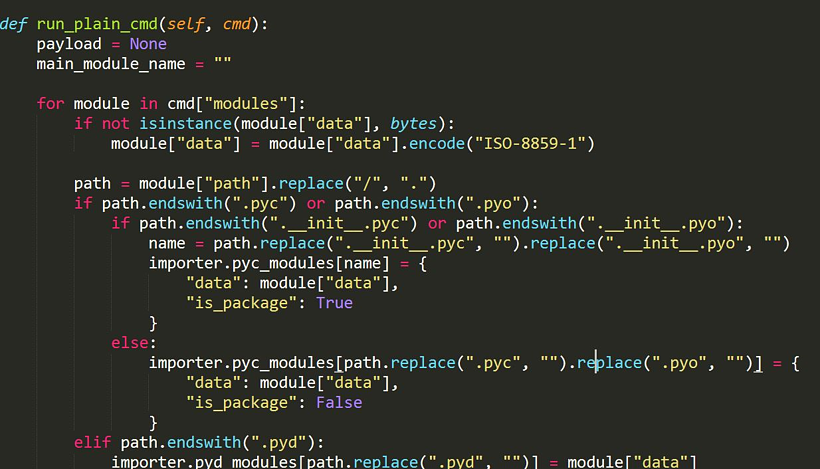 def run_plain_cmd(self, cmd):
    payload = None
    main_module_name = ""

    for module in cmd["modules"]:
        if not isinstance(module["data"], bytes):
            module["data"] = module["data"].encode("ISO-8859-1")

        path = module["path"].replace("/", ".")
        if path.endswith(".pyc") or path.endswith(".pyo"):
            if path.endswith(".__init__.pyc") or path.endswith(".__init__.pyo"):
                name = path.replace(".__init__.pyc", "").replace(".__init__.pyo", "")
                importer.pyc_modules[name] = {
                    "data": module["data"],
                    "is_package": True
                }
            else:
                importer.pyc_modules[path.replace(".pyc", "").replace(".pyo", "")] = {
                    "data": module["data"],
                    "is_package": False
                }
        elif path.endswith(".pyd"):
            importer.pyd_modules[path.replace(".pyd", "")] = module["data"]